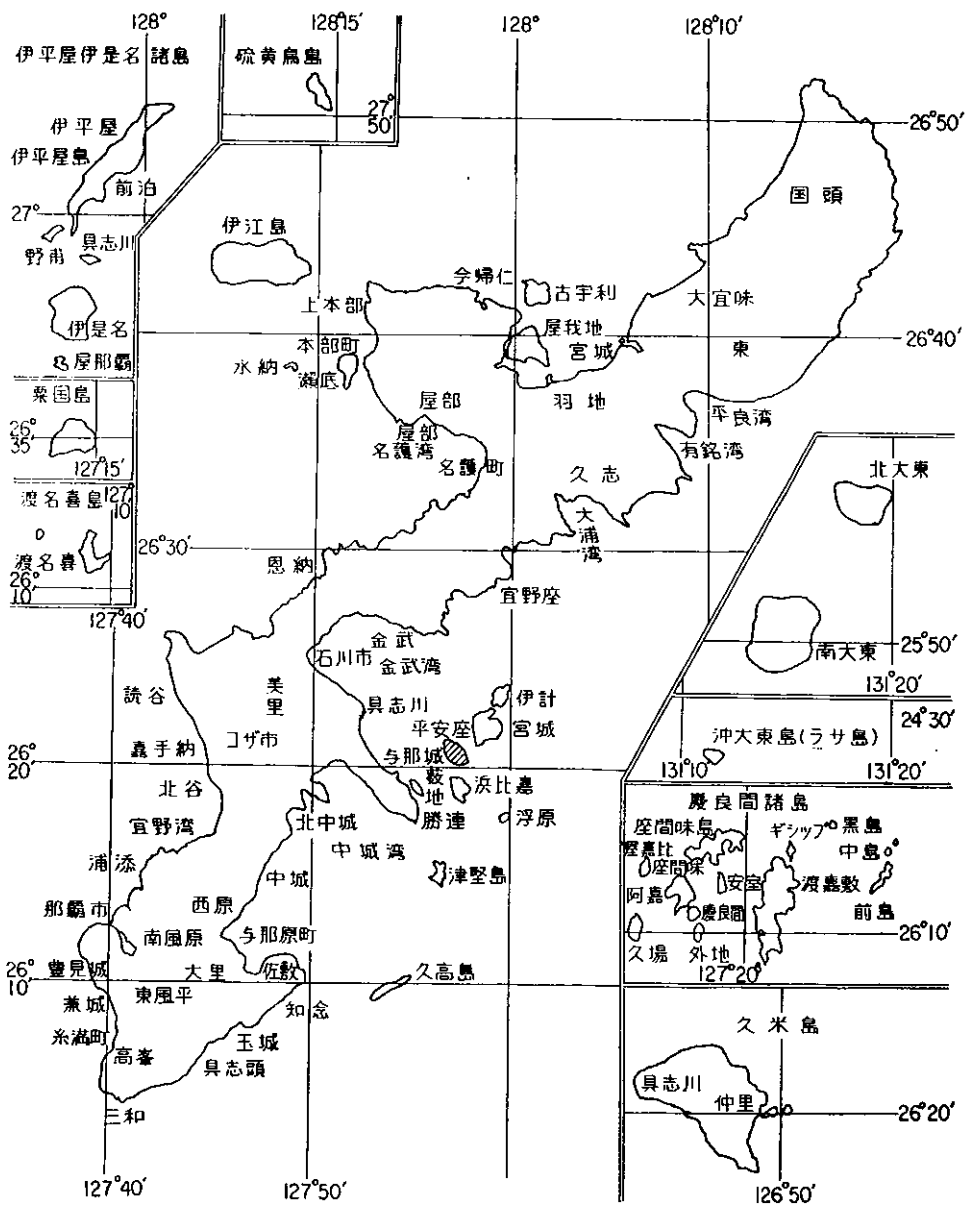 128°
128°15′
128°
128°10′
伊平屋伊是名諸島
硫黄鳥島
27°
50′
26°50′
伊平屋
伊平屋島
前泊
27°
国頭
伊江島
具志川
野甫
今帰仁
古宇利
大宜味
上本部
伊是名
屋我地
本部町
宮城
東
26°40′
屋那覇
水納
瀬底
粟国島
屋部
羽地
平良湾
26°
35′
屋部
名護湾
名護町
有銘湾
127°15′
久志
北大東
渡名喜島
127°
10′
大浦湾
渡名喜
26°30′
恩納
26°
10′
宜野座
127°40′
金武
石川市
金武湾
25°50′
南大東
読谷
美里
131°20′
具志川
伊計
平安座
宮城
24°30′
コザ市
嘉手納
沖大東島(ラサ島)
与那城
26°
20′
131°10′
131°20′
北谷
薮地
浜比嘉
慶良間諸島
宜野湾
北中城
勝連
浮原
座間味島
ギシップ
黒島
中城湾
中島
浦添
座間味
中城
津堅島
安室
渡嘉敷
阿嘉
那覇市
西原
慶良間
前島
南風原
与那原町
26°10′
豊見城
大里
佐敷
久高島
久場
外地
26°
10′
127°20′
兼城
東風平
知念
糸満町
玉城
久米島
高峯
具志頭
具志川
三和
仲里
26°20′
127°40′
127°50′
126°50′